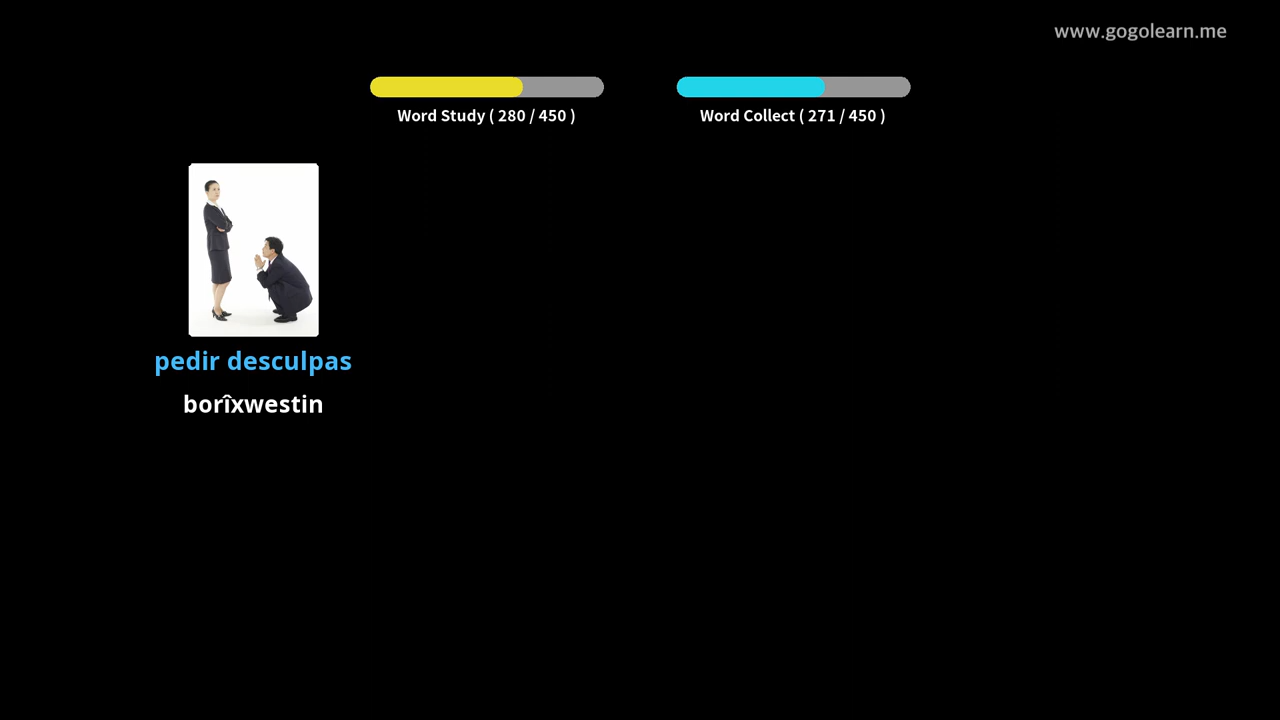 www.gogolearn.me
Word Study ( 280 / 450 )
Word Collect ( 271 / 450 )
pedir desculpas
borîxwestin